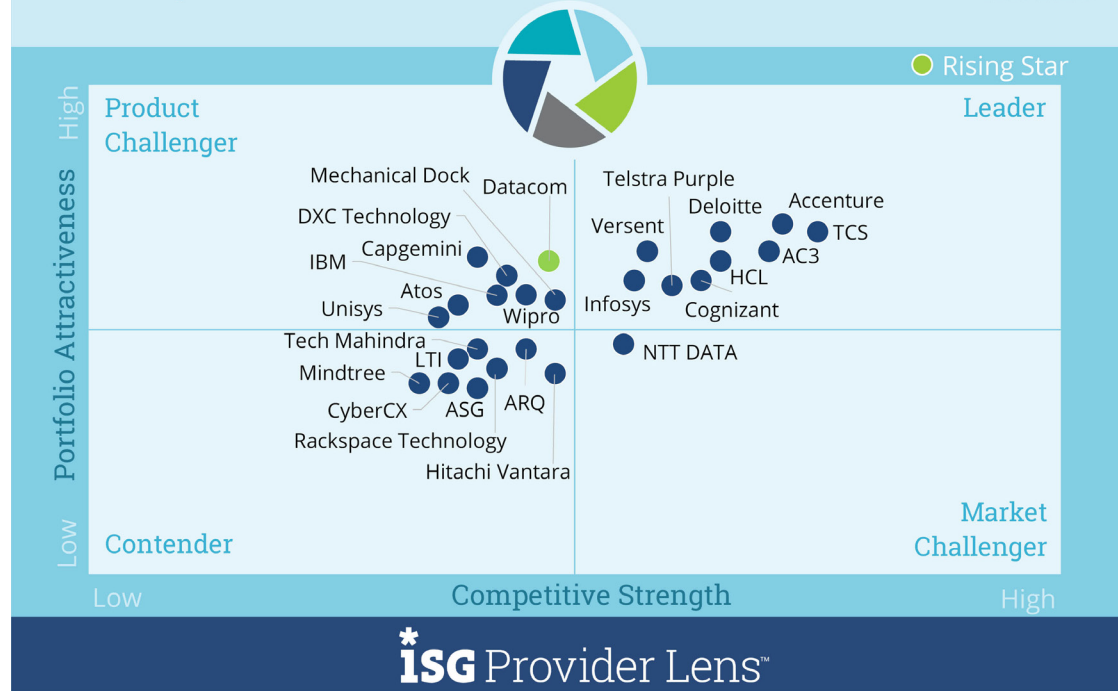 Rising Star
High
Product
Challenger
Leader
Mechanical Dock
Datacom
Telstra Purple
DXC Technology
Deloitte
Accenture
Versent
TCS
Capgemini
IBM
AC3
HCL
Atos
Infosys
Cognizant
Unisys
Wipro
Tech Mahindra
NTT DATA
LTI
Mindtree
CyberCX
ASG
ARQ
Rackspace Technology
Hitachi Vantara
Portfolio Attractiveness
Market
Challenger
Contender
Low
Low
Competitive Strength
High
*
iSG Provider Lens™